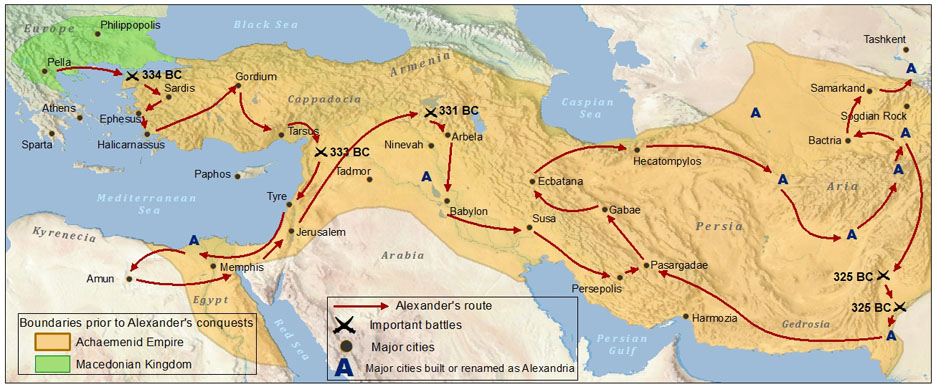 Europe
Philippopolis
Black Sea
Tashkent
Pella
334 BC
Sardis
Gordium
Armenia
Samarkand
Cappadocia
Caspian
Sea
A
A
Athens
Ephesus
331 BC
Sogdian Rock
Sparta
Halicarnassus
Tarsus
Ninevah
Arbela
Bactria
A
333 BC
Hecatompylos
Paphos
Tadmor
A
Ecbatana
A
A
Aria
Mediterranean
Sea
Tyre
Babylon
Susa
Gabae
Persia
A
Kyrenecia
A
Jerusalem
Arabia
Amun
Memphis
Pasargadae
Persepolis
325 BC
Egypt
Red Sea
325 BC
Harmozia
Gedrosia
A
Persian
Gulf
Boundaries prior to Alexander's conquests
Achaemenid Empire
Macedonian Kingdom
Alexander's route
Important battles
Major cities
A Major cities built or renamed as Alexandria